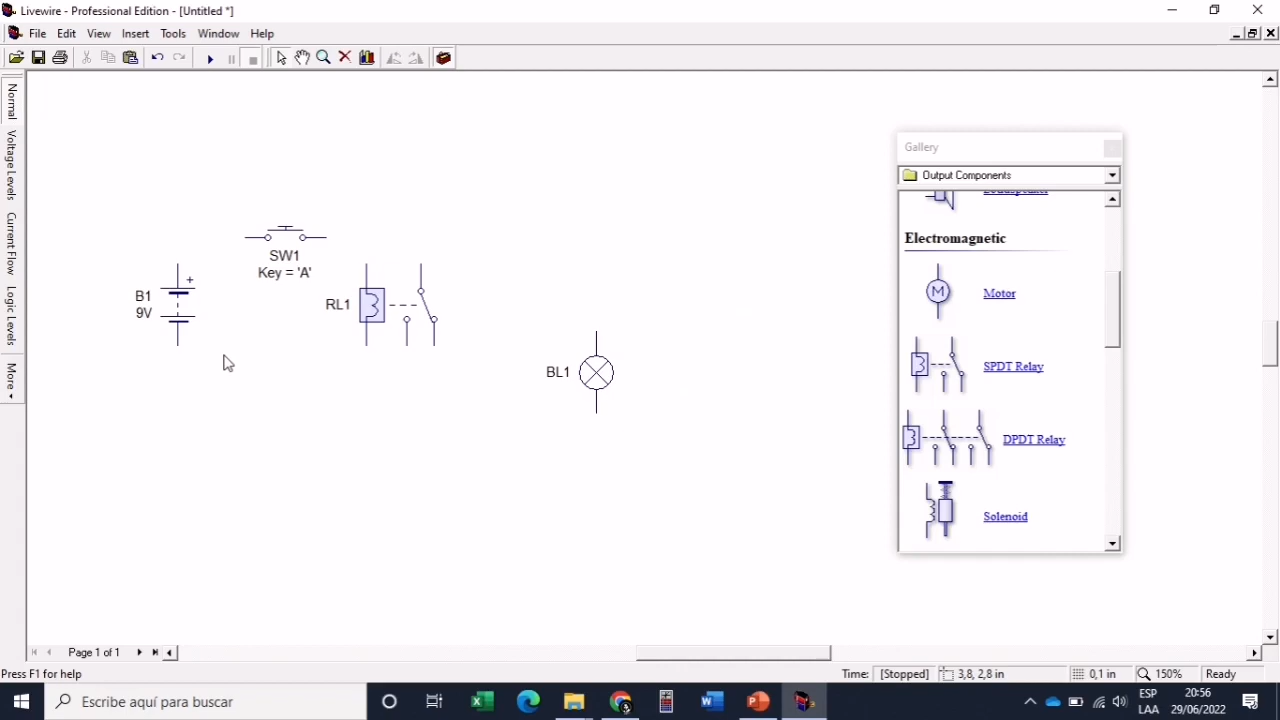 Livewire - Professional Edition - [Untitled *]
File Edit View Insert Tools Window Help
Normal
Voltage Levels
Current Flow
Logic Levels
More
SW1
Key = 'A'
B1
9V
+
RL1
BL1
Gallery
Output Components
Loudspeaker
Electromagnetic
M
Motor
SPDT Relay
DPDT Relay
Solenoid
Page 1 of 1
Press F1 for help
Time: [Stopped] 3,8, 2,8 in 0,1 in 150% Ready
Escribe aquí para buscar
ESP
LAA
20:56
29/06/2022